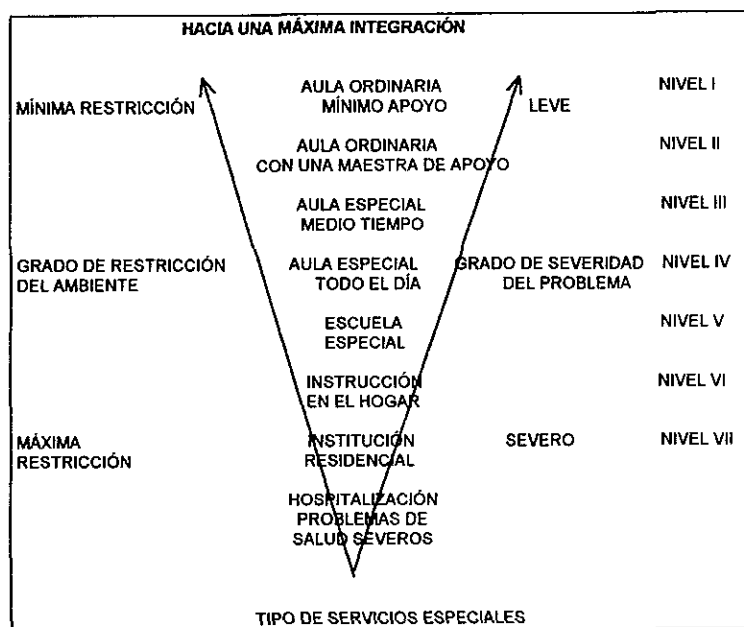 HACIA UNA MÁXIMA INTEGRACIÓN
AULA ORDINARIA NIVEL I
MÍNIMA RESTRICCIÓN MÍNIMO APOYO LEVE
AULA ORDINARIA NIVEL II
CON UNA MAESTRA DE APOYO
AULA ESPECIAL NIVEL III
MEDIO TIEMPO
GRADO DE RESTRICCIÓN AULA ESPECIAL GRADO DE SEVERIDAD NIVEL IV
DEL AMBIENTE TODO EL DÍA DEL PROBLEMA
ESCUELA NIVEL V
ESPECIAL
INSTRUCCIÓN NIVEL VI
EN EL HOGAR
MÁXIMA INSTITUCIÓN SEVERO NIVEL VII
RESTRICCIÓN RESIDENCIAL
HOSPITALIZACIÓN
PROBLEMAS DE
SALUD SEVEROS
TIPO DE SERVICIOS ESPECIALES